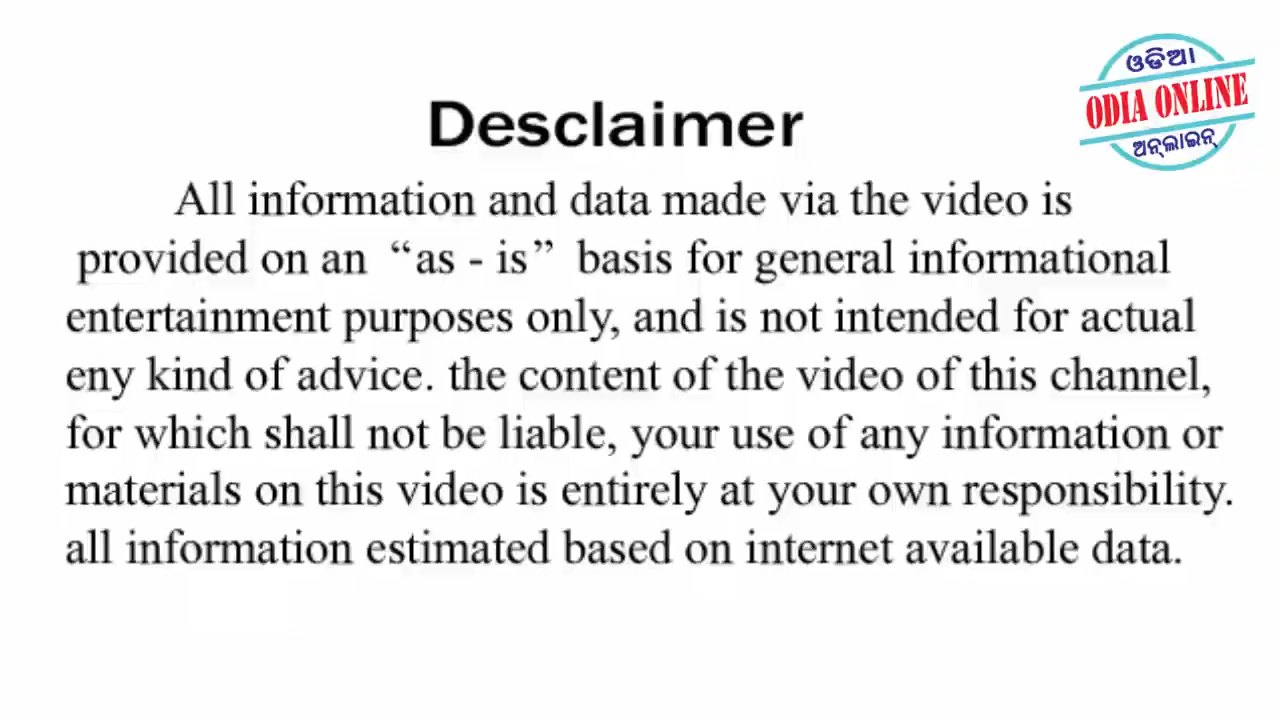 ଓଡିଆ
ODIA ONLINE
ଅନ୍‌ଲାଇନ୍
Desclaimer
All information and data made via the video is
provided on an “as - is” basis for general informational
entertainment purposes only, and is not intended for actual
eny kind of advice. the content of the video of this channel,
for which shall not be liable, your use of any information or
materials on this video is entirely at your own responsibility.
all information estimated based on internet available data.